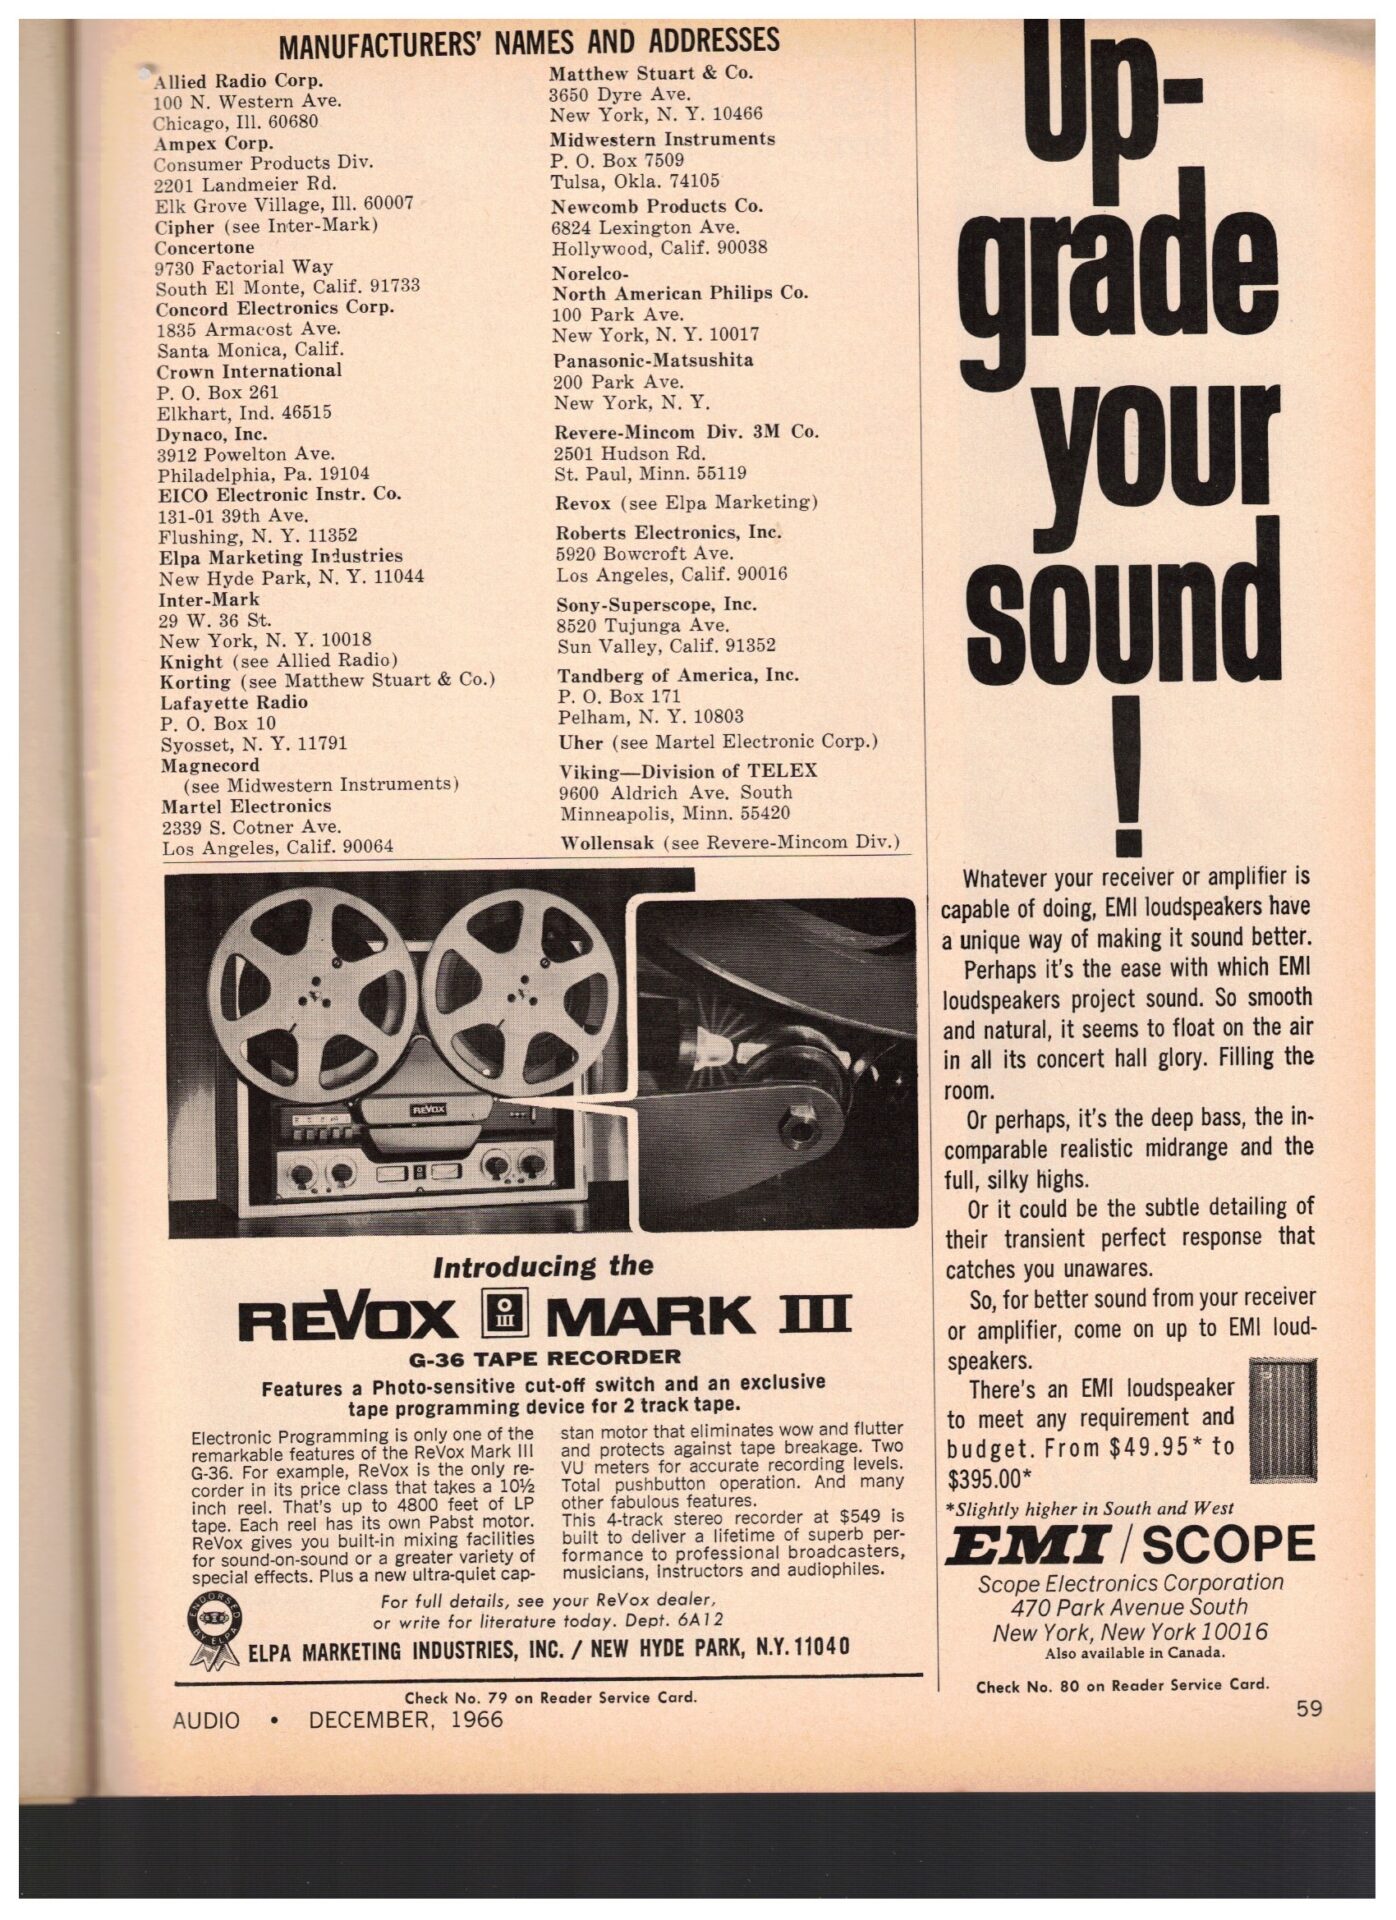 MANUFACTURERS' NAMES AND ADDRESSES
Allied Radio Corp.
100 N. Western Ave.
Chicago, Ill. 60680
Ampex Corp.
Consumer Products Div.
2201 Landmeier Rd.
Elk Grove Village, Ill. 60007
Cipher (see Inter-Mark)
Concertone
9730 Factorial Way
South El Monte, Calif. 91733
Concord Electronics Corp.
1835 Armacost Ave.
Santa Monica, Calif.
Crown International
P. O. Box 261
Elkhart, Ind. 46515
Dynaco, Inc.
3912 Powelton Ave.
Philadelphia, Pa. 19104
EICO Electronic Instr. Co.
131-01 39th Ave.
Flushing, N. Y. 11352
Elpa Marketing Industries
New Hyde Park, N. Y. 11044
Inter-Mark
29 W. 36 St.
New York, N. Y. 10018
Knight (see Allied Radio)
Korting (see Matthew Stuart & Co.)
Lafayette Radio
P. O. Box 10
Syosset, N. Y. 11791
Magnecord
(see Midwestern Instruments)
Martel Electronics
2339 S. Cotner Ave.
Los Angeles, Calif. 90064
Matthew Stuart & Co.
3650 Dyre Ave.
New York, N. Y. 10466
Midwestern Instruments
P. O. Box 7509
Tulsa, Okla. 74105
Newcomb Products Co.
6824 Lexington Ave.
Hollywood, Calif. 90038
Norelco-
North American Philips Co.
100 Park Ave.
New York, N. Y. 10017
Panasonic-Matsushita
200 Park Ave.
New York, N. Y.
Revere-Mincom Div. 3M Co.
2501 Hudson Rd.
St. Paul, Minn. 55119
Revox (see Elpa Marketing)
Roberts Electronics, Inc.
5920 Bowcroft Ave.
Los Angeles, Calif. 90016
Sony-Superscope, Inc.
8520 Tujunga Ave.
Sun Valley, Calif. 91352
Tandberg of America, Inc.
P. O. Box 171
Pelham, N. Y. 10803
Uher (see Martel Electronic Corp.)
Viking—Division of TELEX
9600 Aldrich Ave. South
Minneapolis, Minn. 55420
Wollensak (see Revere-Mincom Div.)
REVOX
Introducing the
REVOX III MARK III
G-36 TAPE RECORDER
Features a Photo-sensitive cut-off switch and an exclusive
tape programming device for 2 track tape.
Electronic Programming is only one of the
remarkable features of the ReVox Mark III
G-36. For example, ReVox is the only re-
corder in its price class that takes a 10½
inch reel. That's up to 4800 feet of LP
tape. Each reel has its own Pabst motor.
ReVox gives you built-in mixing facilities
for sound-on-sound or a greater variety of
special effects. Plus a new ultra-quiet cap-
stan motor that eliminates wow and flutter
and protects against tape breakage. Two
VU meters for accurate recording levels.
Total pushbutton operation. And many
other fabulous features.
This 4-track stereo recorder at $549 is
built to deliver a lifetime of superb per-
formance to professional broadcasters,
musicians, instructors and audiophiles.
For full details, see your ReVox dealer,
or write for literature today. Dept. 6A12
ENDORSED
BY ELPA
ELPA MARKETING INDUSTRIES, INC. / NEW HYDE PARK, N.Y. 11040
Check No. 79 on Reader Service Card.
Up-
grade
your
sound
!
Whatever your receiver or amplifier is
capable of doing, EMI loudspeakers have
a unique way of making it sound better.
Perhaps it's the ease with which EMI
loudspeakers project sound. So smooth
and natural, it seems to float on the air
in all its concert hall glory. Filling the
room.
Or perhaps, it's the deep bass, the in-
comparable realistic midrange and the
full, silky highs.
Or it could be the subtle detailing of
their transient perfect response that
catches you unawares.
So, for better sound from your receiver
or amplifier, come on up to EMI loud-
speakers.
There's an EMI loudspeaker
to meet any requirement and
budget. From $49.95* to
$395.00*
*Slightly higher in South and West
EMI / SCOPE
Scope Electronics Corporation
470 Park Avenue South
New York, New York 10016
Also available in Canada.
Check No. 80 on Reader Service Card.
AUDIO • DECEMBER, 1966
59